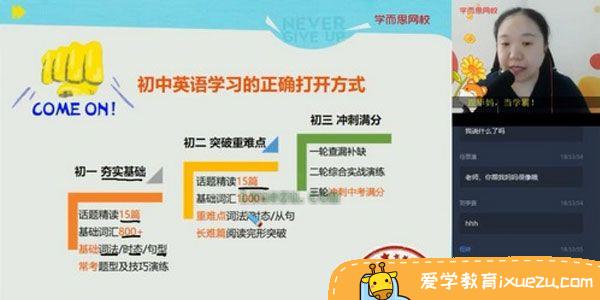 NEVER
GIVE UP
学而思网校
初中英语学习的正确打开方式
COME ON!
初三 冲刺满分
一轮查漏补缺
二轮综合实战演练
三轮冲刺中考满分
初二 突破重难点
话题精读15篇
基础词汇1000+
重难点词法/时态/从句
长难篇阅读完形突破
初一 夯实基础
话题精读15篇
基础词汇800+
基础词法/时态/句型
常考题型及技巧演练
学而思网校
我说什么了吗
18:53:54
老师，你跟我妈妈很像哦
18:53:54
hhh
18:53:55
爱学教育ixuezu.com